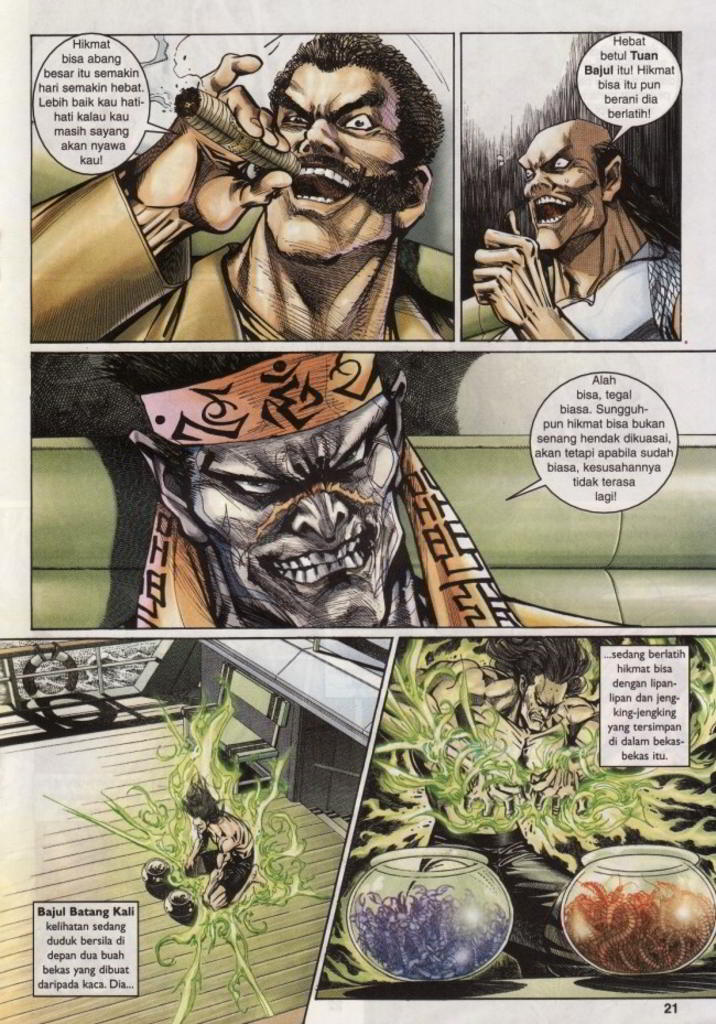 Hikmat
bisa abang
besar itu semakin
hari semakin hebat.
Lebih baik kau hati-
hati kalau kau
masih sayang
akan nyawa
kau!
Hebat
betul Tuan
Bajul itu! Hikmat
bisa itu pun
berani dia
berlatih!
Alah
bisa, tegal
biasa. Sungguh-
pun hikmat bisa bukan
senang hendak dikuasai,
akan tetapi apabila sudah
biasa, kesusahannya
tidak terasa
lagi!
Bajul Batang Kali
kelihatan sedang
duduk bersila di
depan dua buah
bekas yang dibuat
daripada kaca. Dia...
...sedang berlatih
hikmat bisa
dengan lipan-
lipan dan jeng-
king-jengking
yang tersimpan
di dalam bekas-
bekas itu.
21